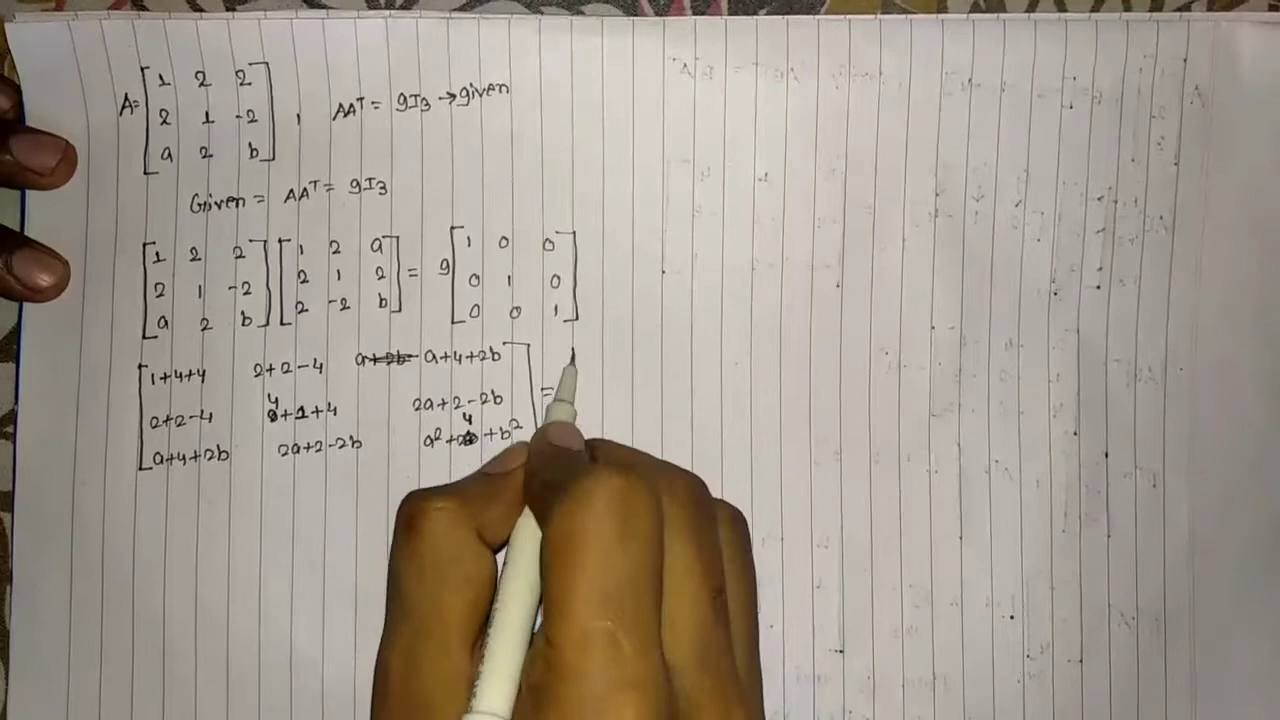 A = [1 2 2
2 1 -2 , AAᵀ = 9I₃ → given
a 2 b]
Given = AAᵀ = 9I₃
[1 2 2] [1 2 a] = 9 [1 0 0]
[2 1 -2] [2 1 2] [0 1 0]
[a 2 b] [2 -2 b] [0 0 1]
[1+4+4 2+2-4 a+4+2b] =
[2+2-4 4+1+4 2a+2-2b]
[a+4+2b 2a+2-2b a²+4+b²]